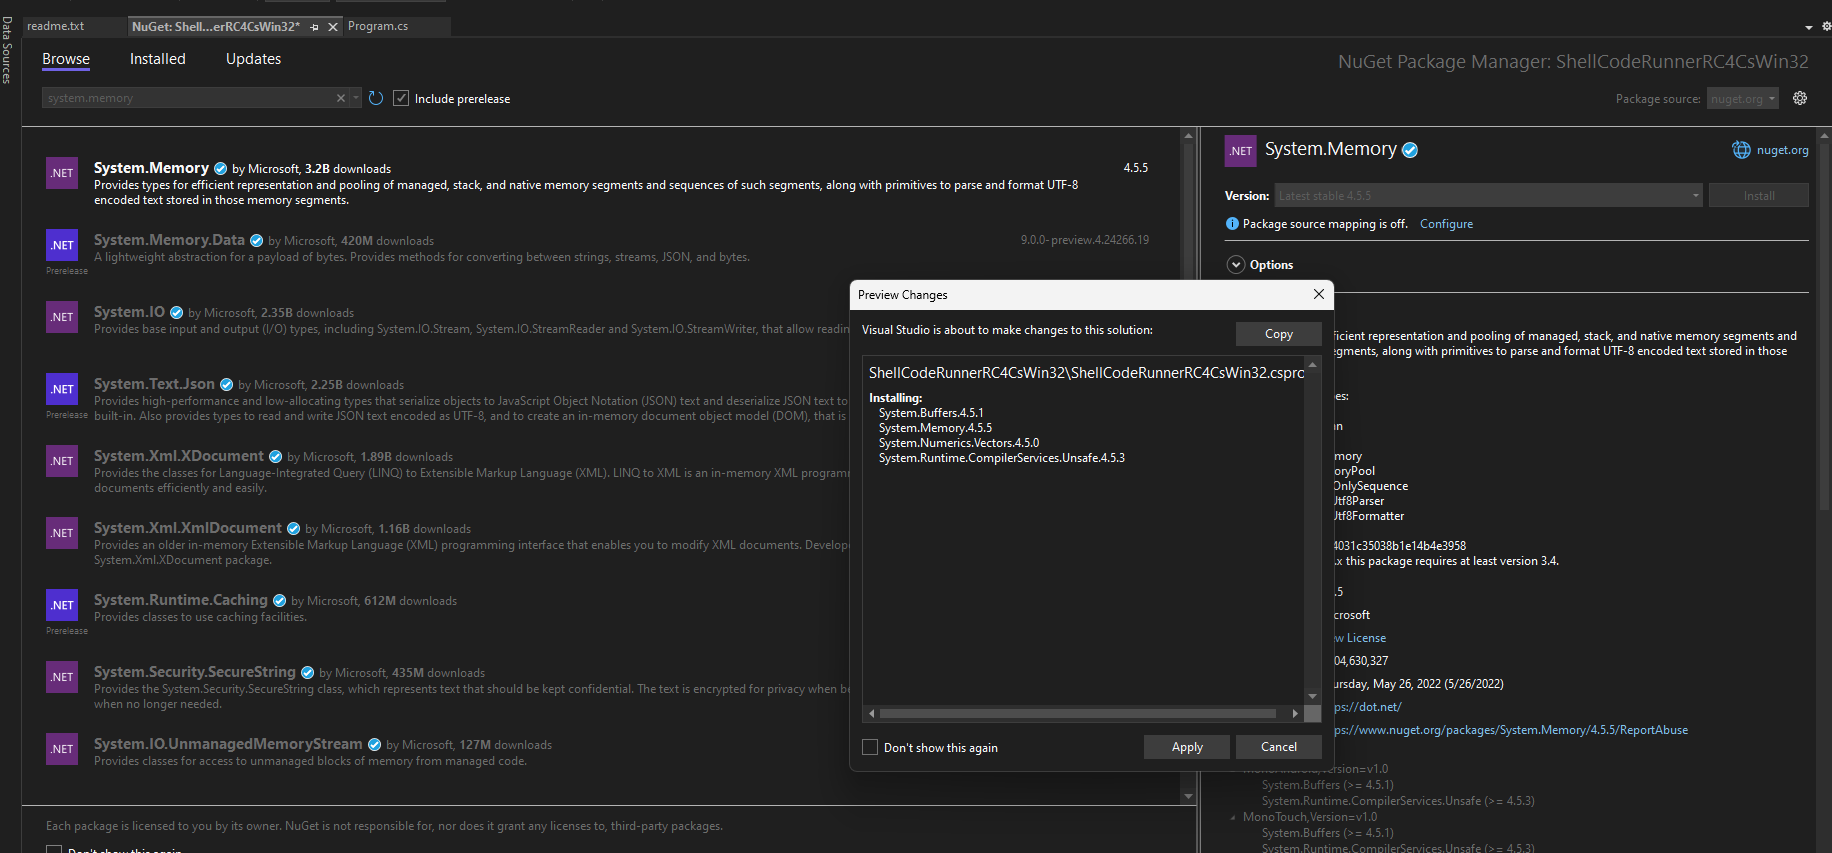 Data Sources
readme.txt
NuGet: Shell...erRC4CsWin32*
Program.cs
Browse
Installed
Updates
NuGet Package Manager: ShellCodeRunnerRC4CsWin32
system.memory
Include prerelease
Package source: nuget.org
.NET
System.Memory by Microsoft, 3.2B downloads
4.5.5
Provides types for efficient representation and pooling of managed, stack, and native memory segments and sequences of such segments, along with primitives to parse and format UTF-8
encoded text stored in those memory segments.
.NET
Prerelease
System.Memory.Data by Microsoft, 420M downloads
9.0.0-preview.4.24266.19
A lightweight abstraction for a payload of bytes. Provides methods for converting between strings, streams, JSON, and bytes.
.NET
System.IO by Microsoft, 2.35B downloads
Provides base input and output (I/O) types, including System.IO.Stream, System.IO.StreamReader and System.IO.StreamWriter, that allow readin
.NET
Prerelease
System.Text.Json by Microsoft, 2.25B downloads
Provides high-performance and low-allocating types that serialize objects to JavaScript Object Notation (JSON) text and deserialize JSON text to
built-in. Also provides types to read and write JSON text encoded as UTF-8, and to create an in-memory document object model (DOM), that is
.NET
System.Xml.XDocument by Microsoft, 1.89B downloads
Provides the classes for Language-Integrated Query (LINQ) to Extensible Markup Language (XML). LINQ to XML is an in-memory XML programm
documents efficiently and easily.
.NET
System.Xml.XmlDocument by Microsoft, 1.16B downloads
Provides an older in-memory Extensible Markup Language (XML) programming interface that enables you to modify XML documents. Develope
System.Xml.XDocument package.
.NET
Prerelease
System.Runtime.Caching by Microsoft, 612M downloads
Provides classes to use caching facilities.
.NET
System.Security.SecureString by Microsoft, 435M downloads
Provides the System.Security.SecureString class, which represents text that should be kept confidential. The text is encrypted for privacy when be
when no longer needed.
.NET
System.IO.UnmanagedMemoryStream by Microsoft, 127M downloads
Provides classes for access to unmanaged blocks of memory from managed code.
Each package is licensed to you by its owner. NuGet is not responsible for, nor does it grant any licenses to, third-party packages.
Don't show this again
.NET
System.Memory
nuget.org
Version: Latest stable 4.5.5
Install
Package source mapping is off. Configure
Options
ficient representation and pooling of managed, stack, and native memory segments and
egments, along with primitives to parse and format UTF-8 encoded text stored in those
es:
an
mory
oryPool
OnlySequence
Utf8Parser
Utf8Formatter
4031c35038b1e14b4e3958
.x this package requires at least version 3.4.
.5
crosoft
ew License
04,630,327
ursday, May 26, 2022 (5/26/2022)
ps://dot.net/
ps://www.nuget.org/packages/System.Memory/4.5.5/ReportAbuse
MonoAndroid,Version=v1.0
System.Buffers (>= 4.5.1)
System.Runtime.CompilerServices.Unsafe (>= 4.5.3)
MonoTouch,Version=v1.0
System.Buffers (>= 4.5.1)
System.Runtime.CompilerServices.Unsafe (>= 4.5.3)
Preview Changes
Visual Studio is about to make changes to this solution:
Copy
ShellCodeRunnerRC4CsWin32\ShellCodeRunnerRC4CsWin32.cspro
Installing:
System.Buffers.4.5.1
System.Memory.4.5.5
System.Numerics.Vectors.4.5.0
System.Runtime.CompilerServices.Unsafe.4.5.3
Don't show this again
Apply
Cancel